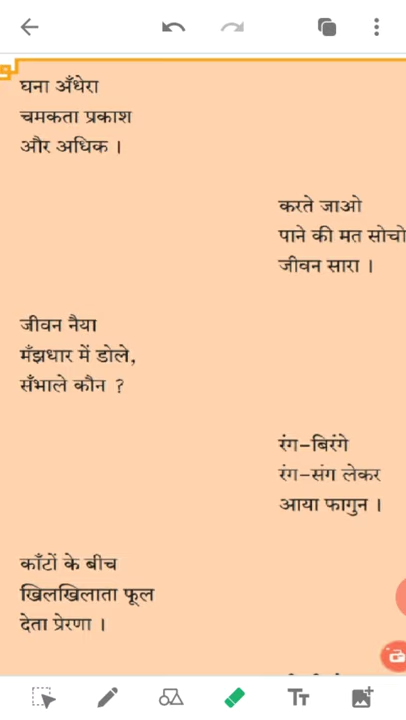 घना अँधेरा
चमकता प्रकाश
और अधिक ।
करते जाओ
पाने की मत सोचो
जीवन सारा ।
जीवन नैया
मँझधार में डोले,
सँभाले कौन ?
रंग-बिरंगे
रंग-संग लेकर
आया फागुन ।
काँटों के बीच
खिलखिलाता फूल
देता प्रेरणा ।